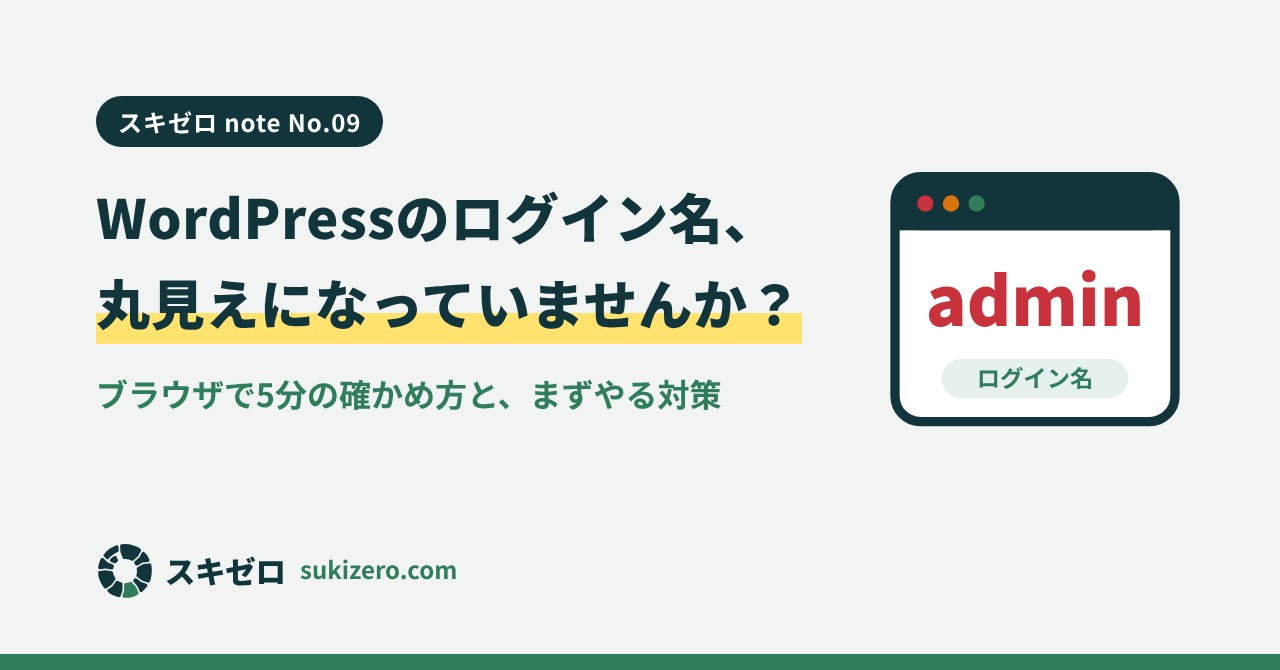 スキゼロ note No.09
WordPressのログイン名、
丸見えになっていませんか？
ブラウザで5分の確かめ方と、まずやる対策
admin
ログイン名
スキゼロ sukizero.com